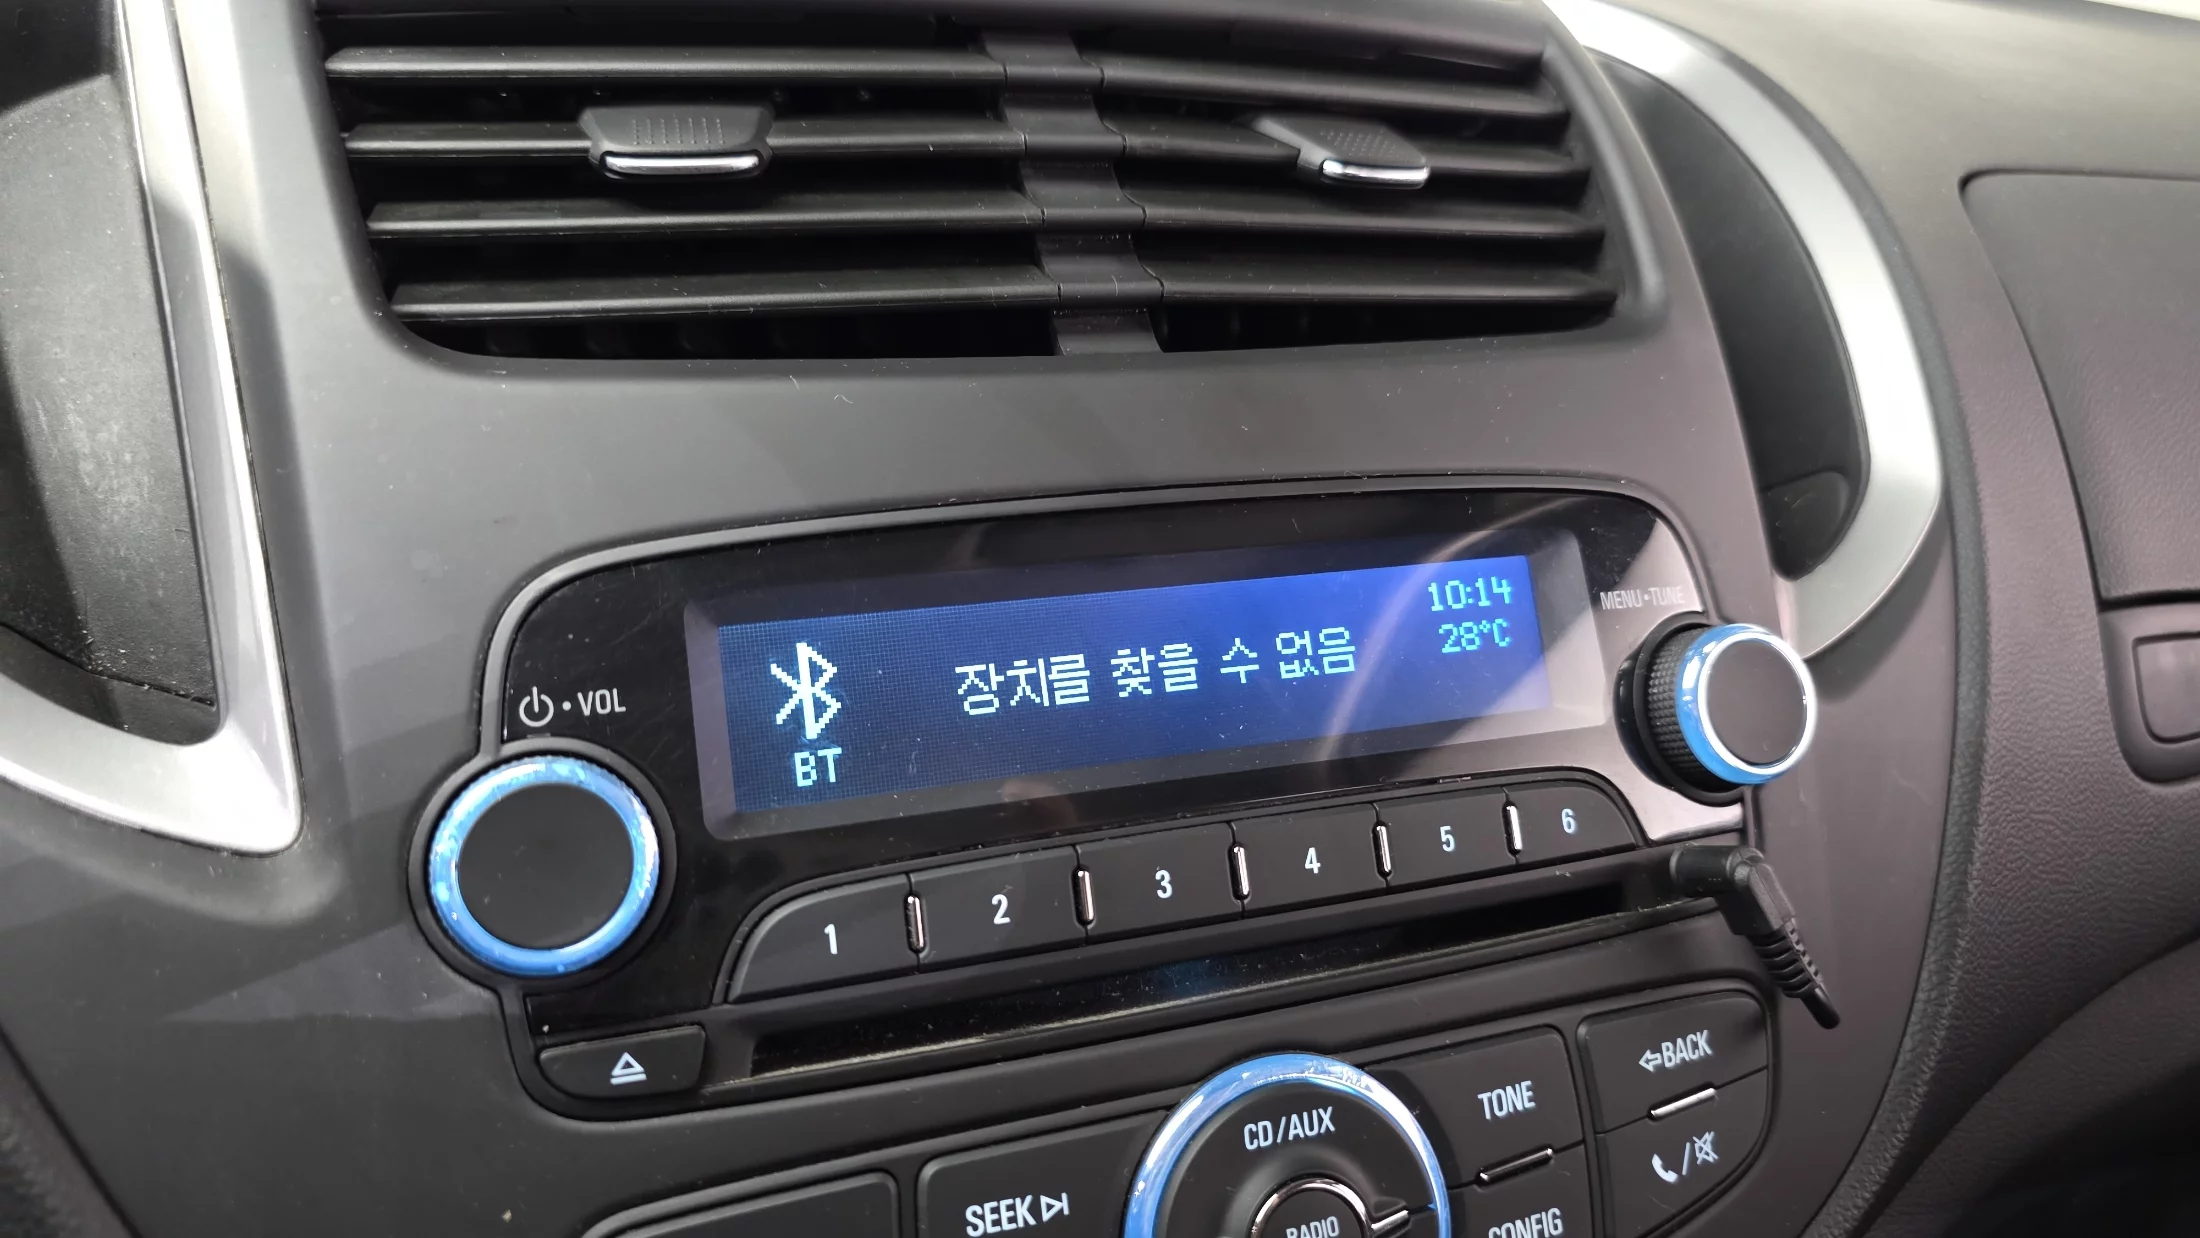 10:14
장치를 찾을 수 없음
28°C
BT
VOL
MENU•TUNE
1
2
3
4
5
6
CD/AUX
TONE
BACK
SEEK
RADIO
CONFIG